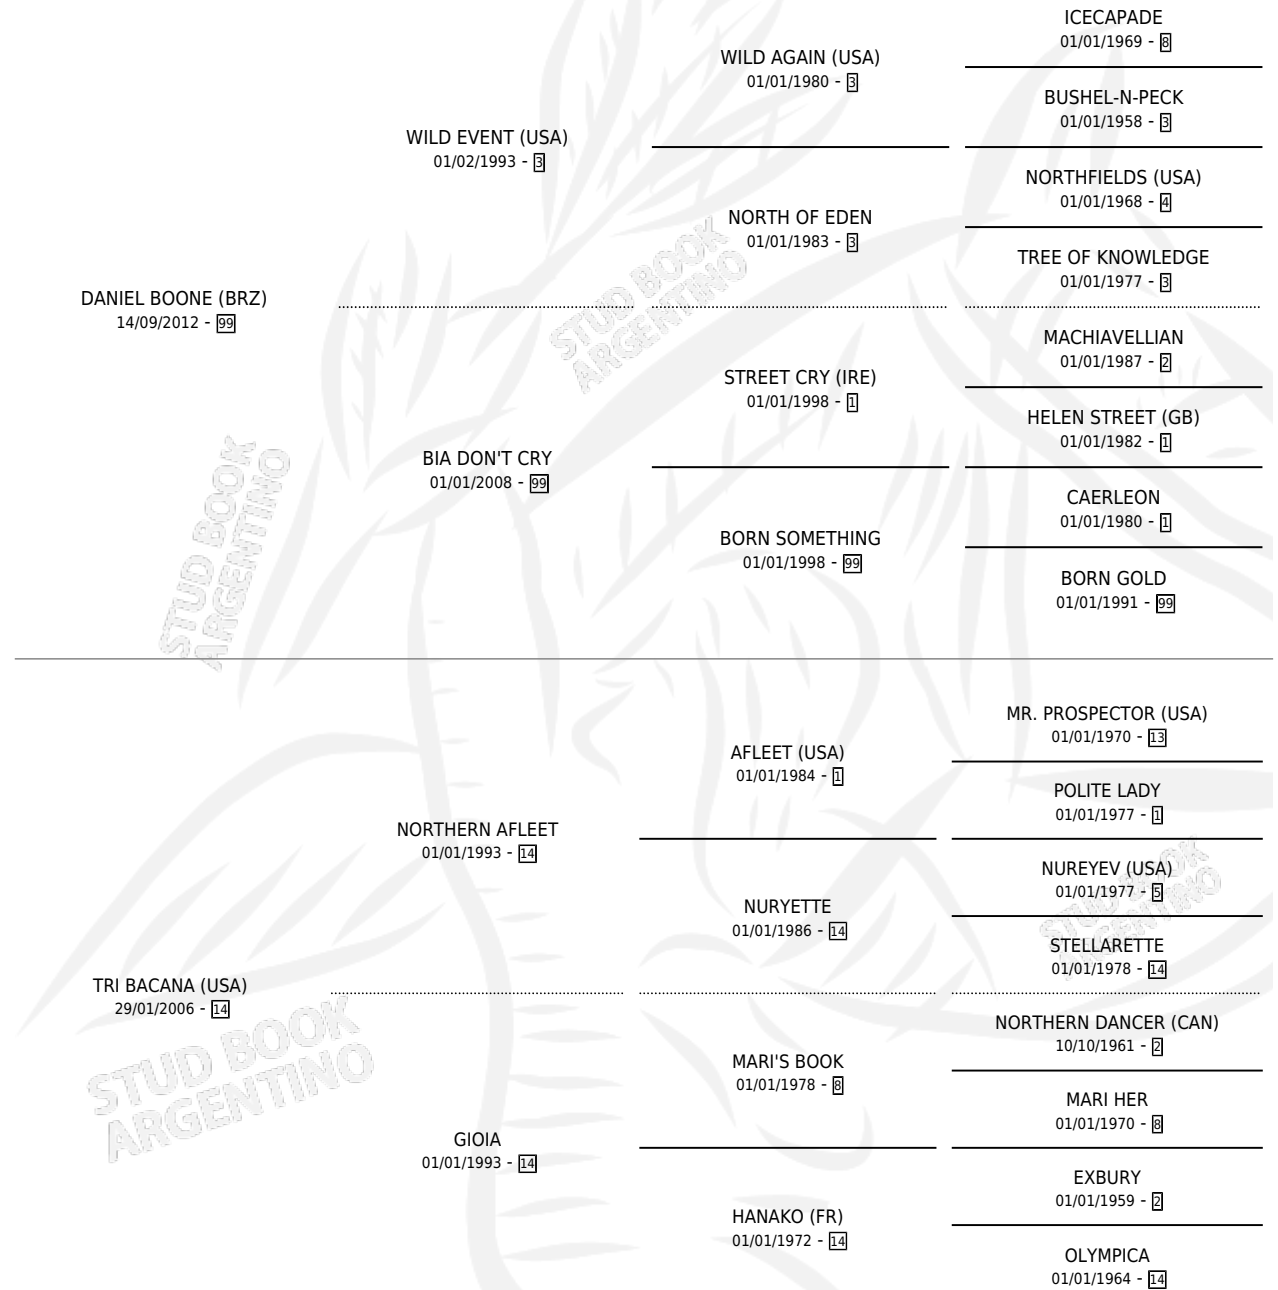 ICECAPADE
01/01/1969 - 8
WILD AGAIN (USA)
01/01/1980 - 3
BUSHEL-N-PECK
01/01/1958 - 3
WILD EVENT (USA)
01/02/1993 - 3
NORTHFIELDS (USA)
01/01/1968 - 4
NORTH OF EDEN
01/01/1983 - 3
TREE OF KNOWLEDGE
01/01/1977 - 3
DANIEL BOONE (BRZ)
14/09/2012 - 99
MACHIAVELLIAN
01/01/1987 - 2
STREET CRY (IRE)
01/01/1998 - 1
HELEN STREET (GB)
01/01/1982 - 1
BIA DON'T CRY
01/01/2008 - 99
CAERLEON
01/01/1980 - 1
BORN SOMETHING
01/01/1998 - 99
BORN GOLD
01/01/1991 - 99
STUD BOOK
ARGENTINO
STUD BOOK
ARGENTINO
MR. PROSPECTOR (USA)
01/01/1970 - 13
AFLEET (USA)
01/01/1984 - 1
POLITE LADY
01/01/1977 - 1
NORTHERN AFLEET
01/01/1993 - 14
NUREYEV (USA)
01/01/1977 - 5
NURYETTE
01/01/1986 - 14
STELLARETTE
01/01/1978 - 14
TRI BACANA (USA)
29/01/2006 - 14
NORTHERN DANCER (CAN)
10/10/1961 - 2
MARI'S BOOK
01/01/1978 - 8
MARI HER
01/01/1970 - 8
GIOIA
01/01/1993 - 14
EXBURY
01/01/1959 - 2
HANAKO (FR)
01/01/1972 - 14
OLYMPICA
01/01/1964 - 14
STUD BOOK
ARGENTINO
STUD BOOK
ARGENTINO